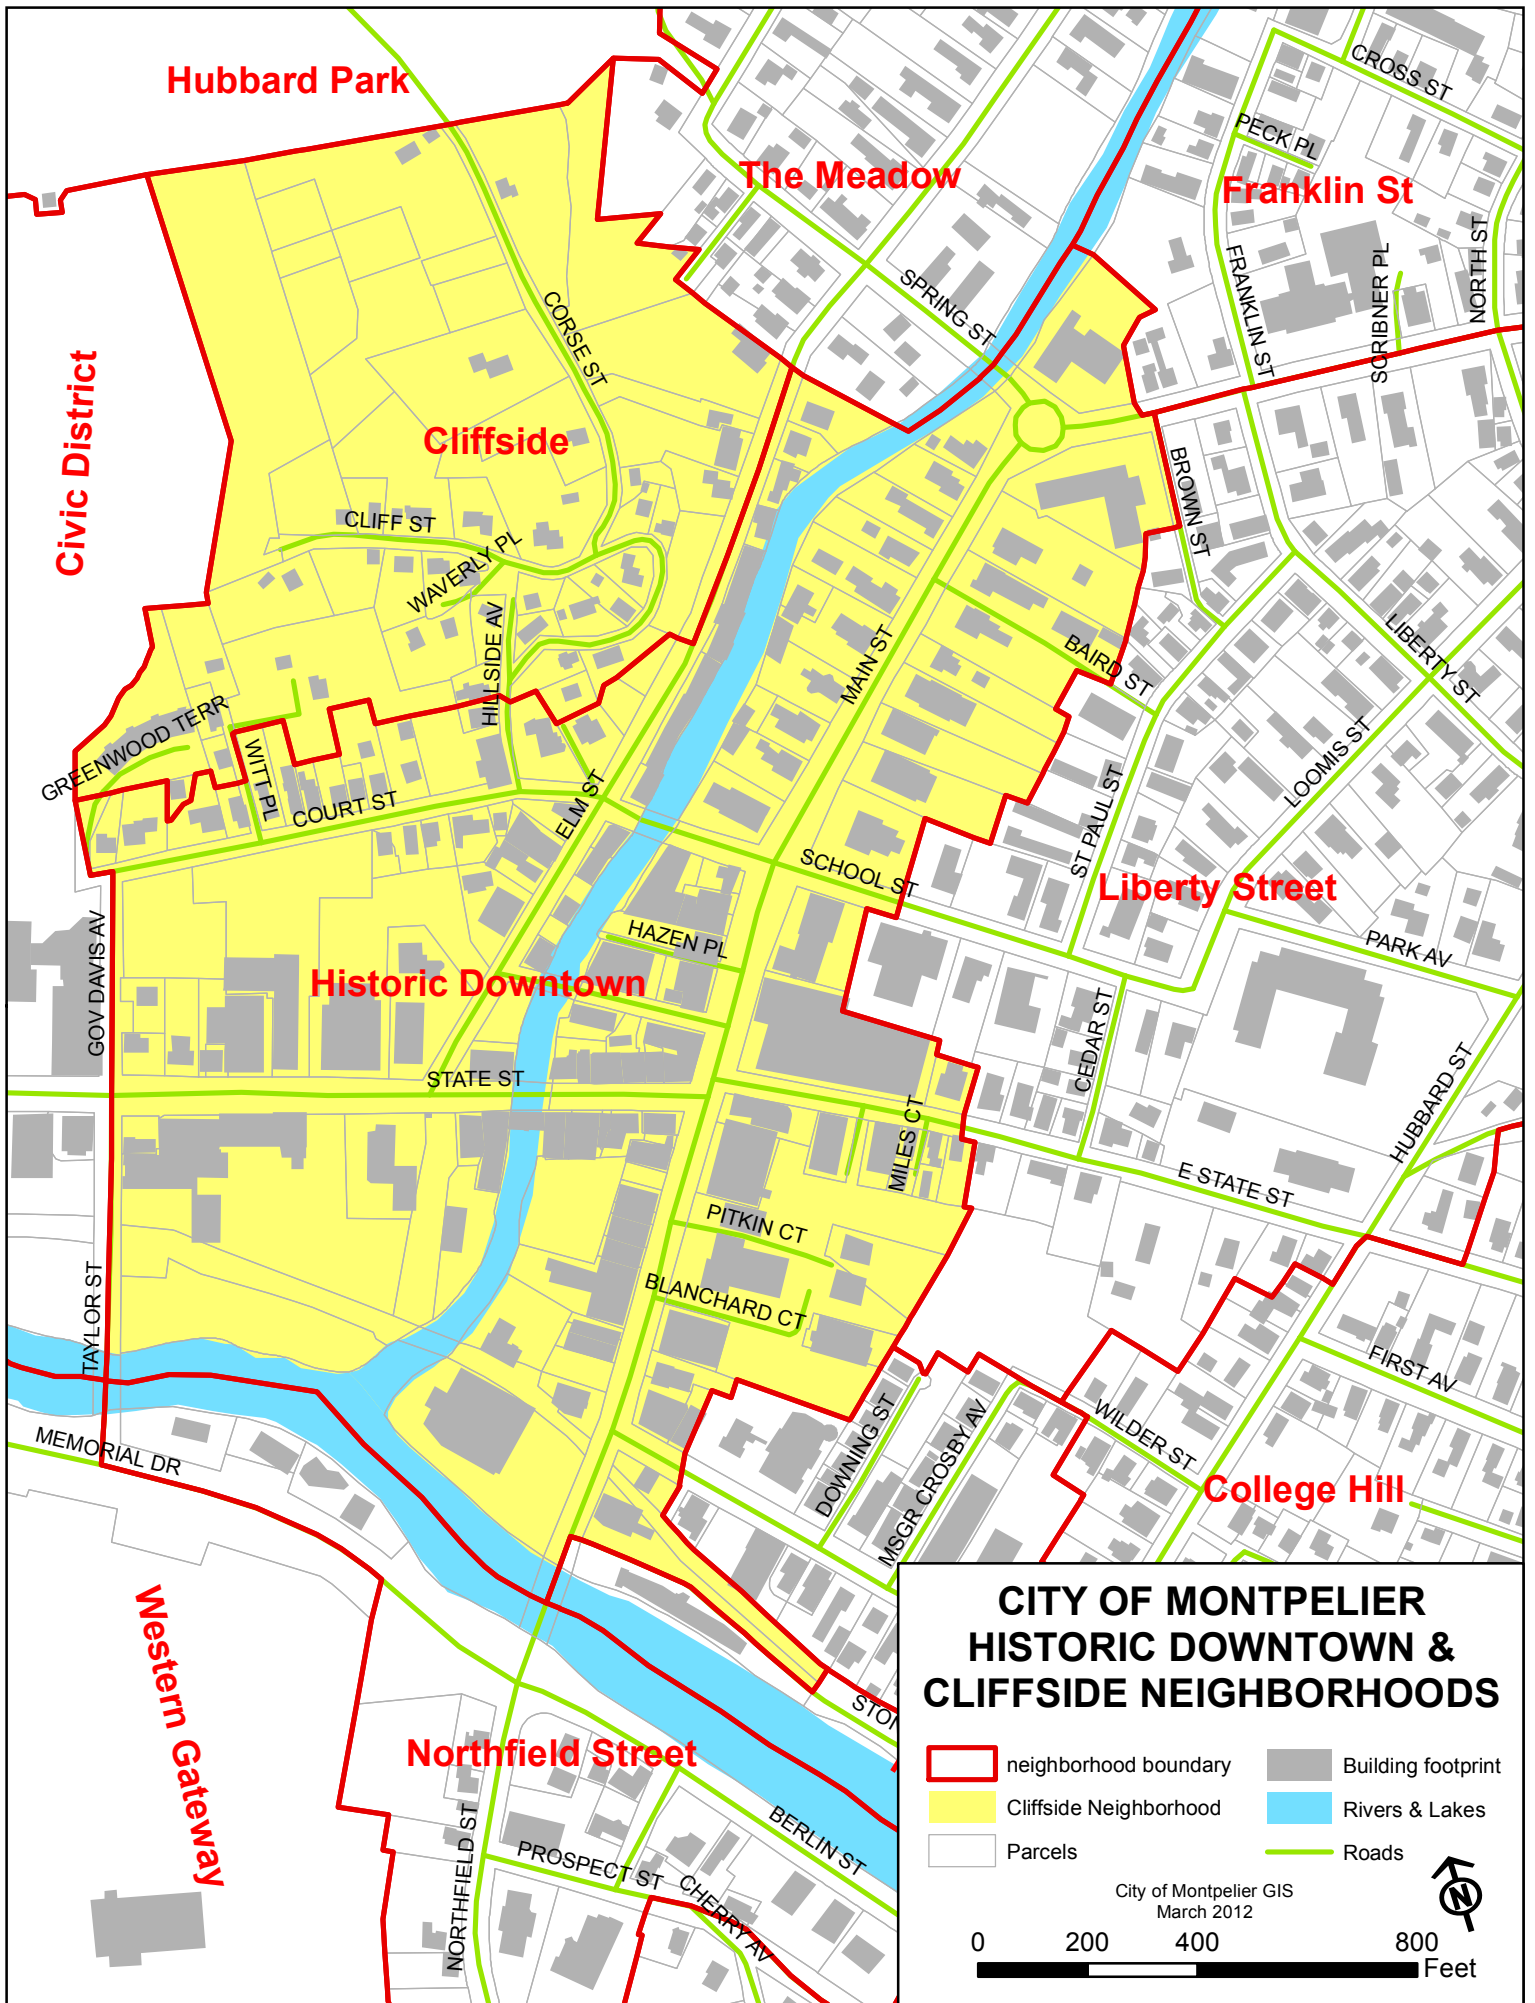 Hubbard Park
CROSS ST
PECK PL
The Meadow
Franklin St
NORTH ST
SCRIBNER PL
FRANKLIN ST
SPRING ST
CORSE ST
Civic District
Cliffside
BROWN ST
CLIFF ST
WAVERLY PL
HILLSIDE AV
MAIN ST
BAIRD ST
LIBERTY ST
GREENWOOD TERR
WITT PL
COURT ST
ELM ST
LOOMIS ST
ST PAUL ST
SCHOOL ST
Liberty Street
HAZEN PL
PARK AV
GOV DAVIS AV
Historic Downtown
CEDAR ST
STATE ST
HUBBARD ST
MILES CT
E STATE ST
PITKIN CT
BLANCHARD CT
TAYLOR ST
FIRST AV
DOWNING ST
MSGR CROSBY AV
WILDER ST
MEMORIAL DR
College Hill
Western Gateway
STO
Northfield Street
BERLIN ST
NORTHFIELD ST
PROSPECT ST
CHERRY AV
CITY OF MONTPELIER
HISTORIC DOWNTOWN &
CLIFFSIDE NEIGHBORHOODS
neighborhood boundary
Building footprint
Cliffside Neighborhood
Rivers & Lakes
Parcels
Roads
City of Montpelier GIS
March 2012
N
0 200 400 800
Feet